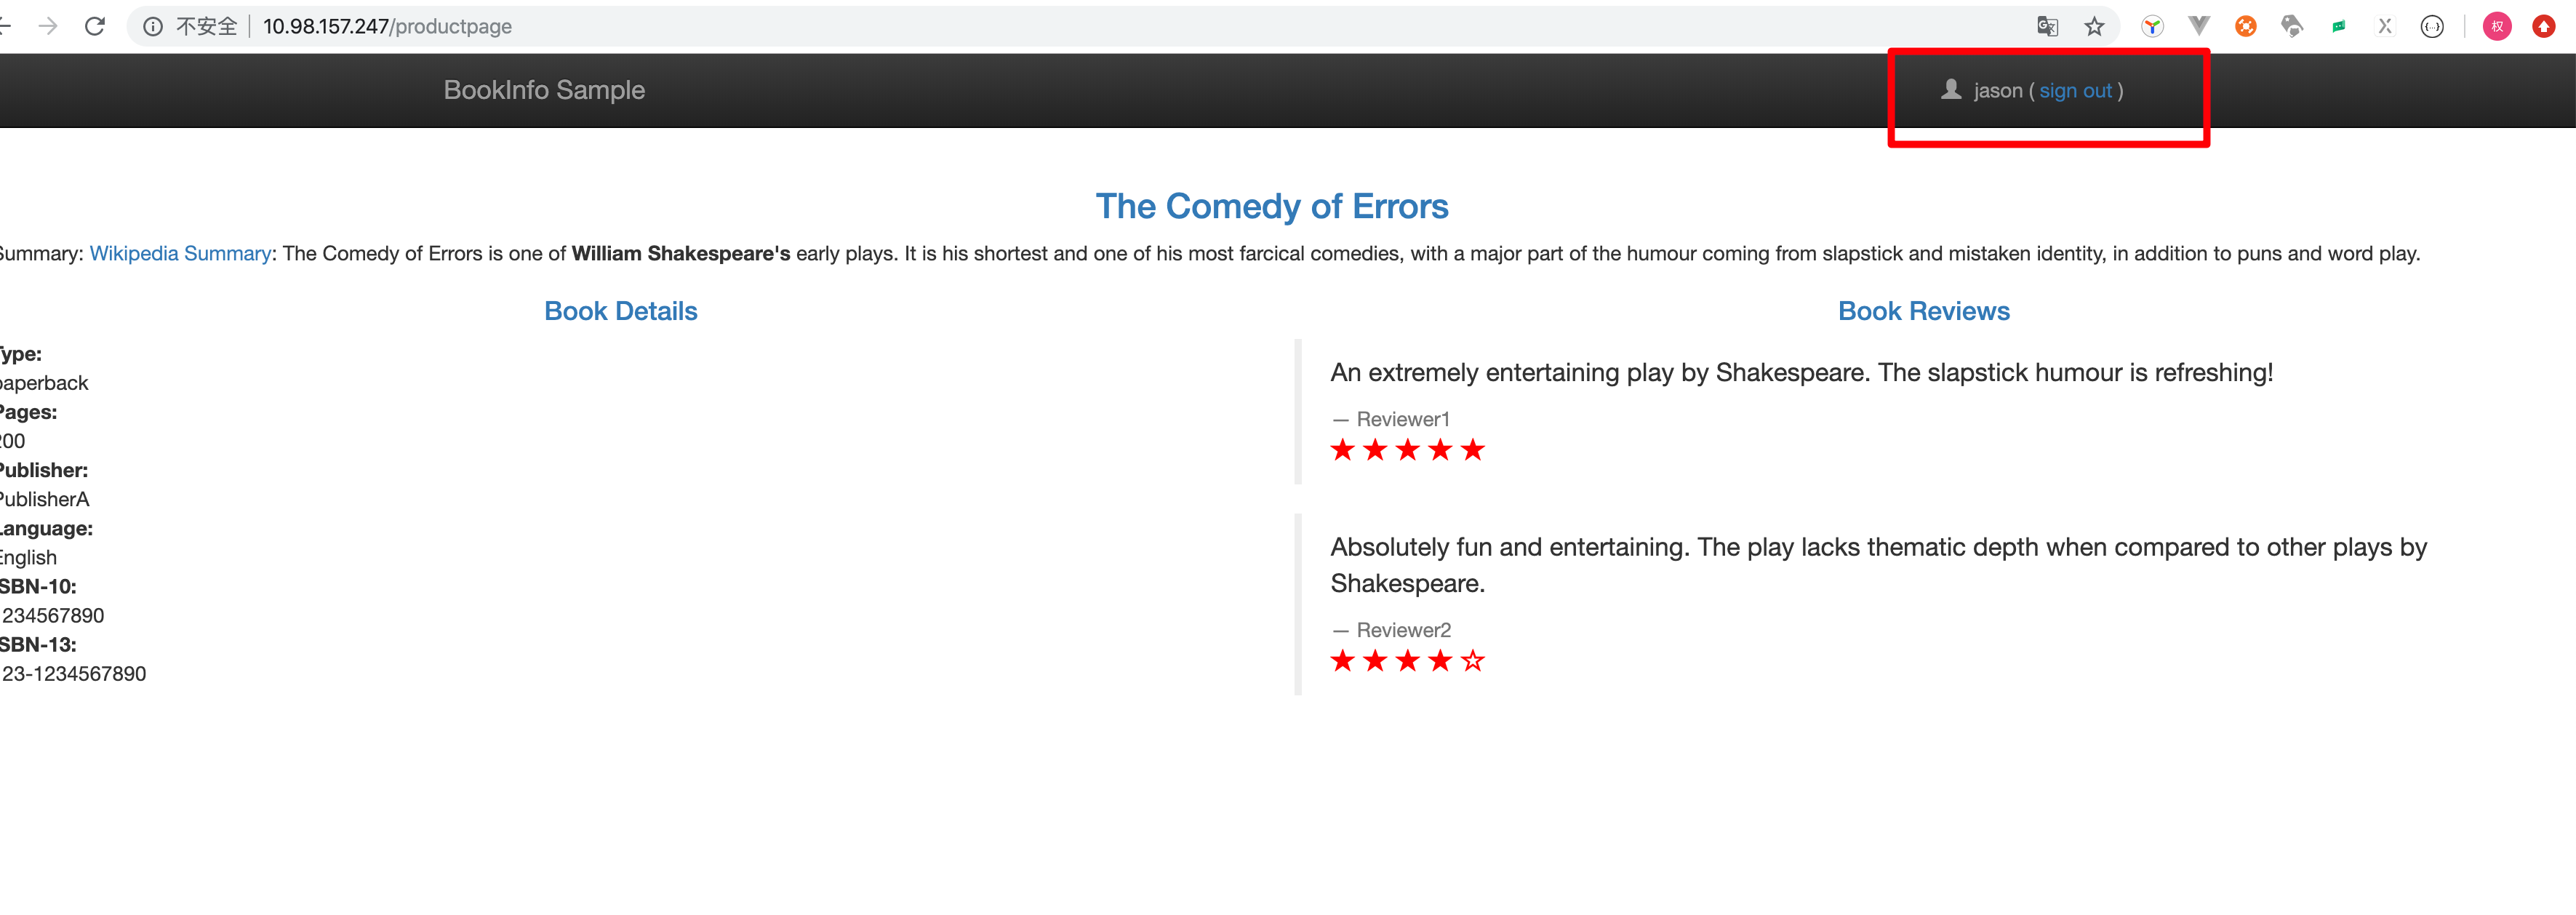 不安全 10.98.157.247/productpage 权
BookInfo Sample jason ( sign out )
The Comedy of Errors
Summary: Wikipedia Summary: The Comedy of Errors is one of William Shakespeare's early plays. It is his shortest and one of his most farcical comedies, with a major part of the humour coming from slapstick and mistaken identity, in addition to puns and word play.
Book Details
Type:
paperback
Pages:
200
Publisher:
PublisherA
Language:
English
ISBN-10:
1234567890
ISBN-13:
123-1234567890
Book Reviews
An extremely entertaining play by Shakespeare. The slapstick humour is refreshing!
— Reviewer1
Absolutely fun and entertaining. The play lacks thematic depth when compared to other plays by
Shakespeare.
— Reviewer2